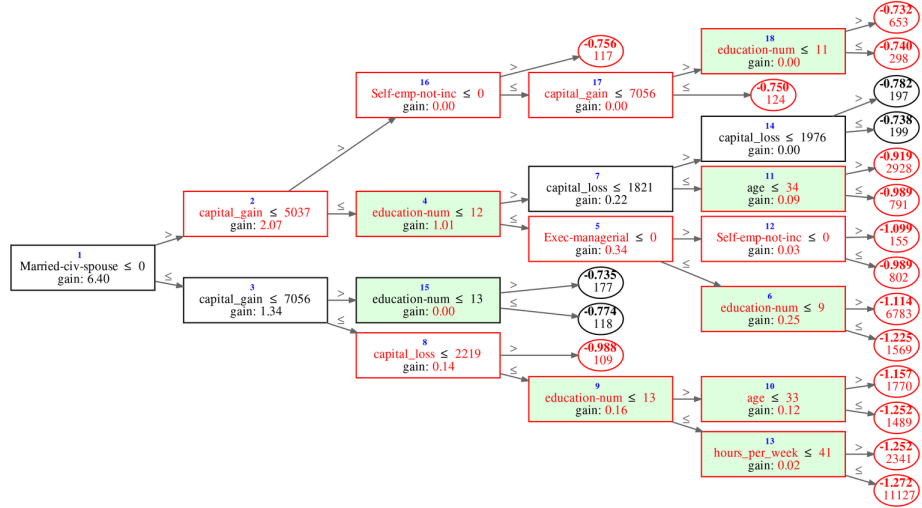 1
Married-civ-spouse ≤ 0
gain: 6.40
>
≤
2
capital_gain ≤ 5037
gain: 2.07
>
≤
3
capital_gain ≤ 7056
gain: 1.34
>
≤
16
Self-emp-not-inc ≤ 0
gain: 0.00
>
≤
4
education-num ≤ 12
gain: 1.01
>
≤
15
education-num ≤ 13
gain: 0.00
>
≤
8
capital_loss ≤ 2219
gain: 0.14
>
≤
-0.756
117
17
capital_gain ≤ 7056
gain: 0.00
>
≤
7
capital_loss ≤ 1821
gain: 0.22
>
≤
5
Exec-managerial ≤ 0
gain: 0.34
>
≤
-0.735
177
-0.774
118
-0.988
109
9
education-num ≤ 13
gain: 0.16
>
≤
18
education-num ≤ 11
gain: 0.00
>
≤
-0.750
124
14
capital_loss ≤ 1976
gain: 0.00
>
≤
11
age ≤ 34
gain: 0.09
>
≤
12
Self-emp-not-inc ≤ 0
gain: 0.03
>
≤
6
education-num ≤ 9
gain: 0.25
>
≤
10
age ≤ 33
gain: 0.12
>
≤
13
hours_per_week ≤ 41
gain: 0.02
>
≤
-0.732
653
-0.740
298
-0.782
197
-0.738
199
-0.919
2928
-0.989
791
-1.099
155
-0.989
802
-1.114
6783
-1.225
1569
-1.157
1770
-1.252
1489
-1.252
2341
-1.272
11127